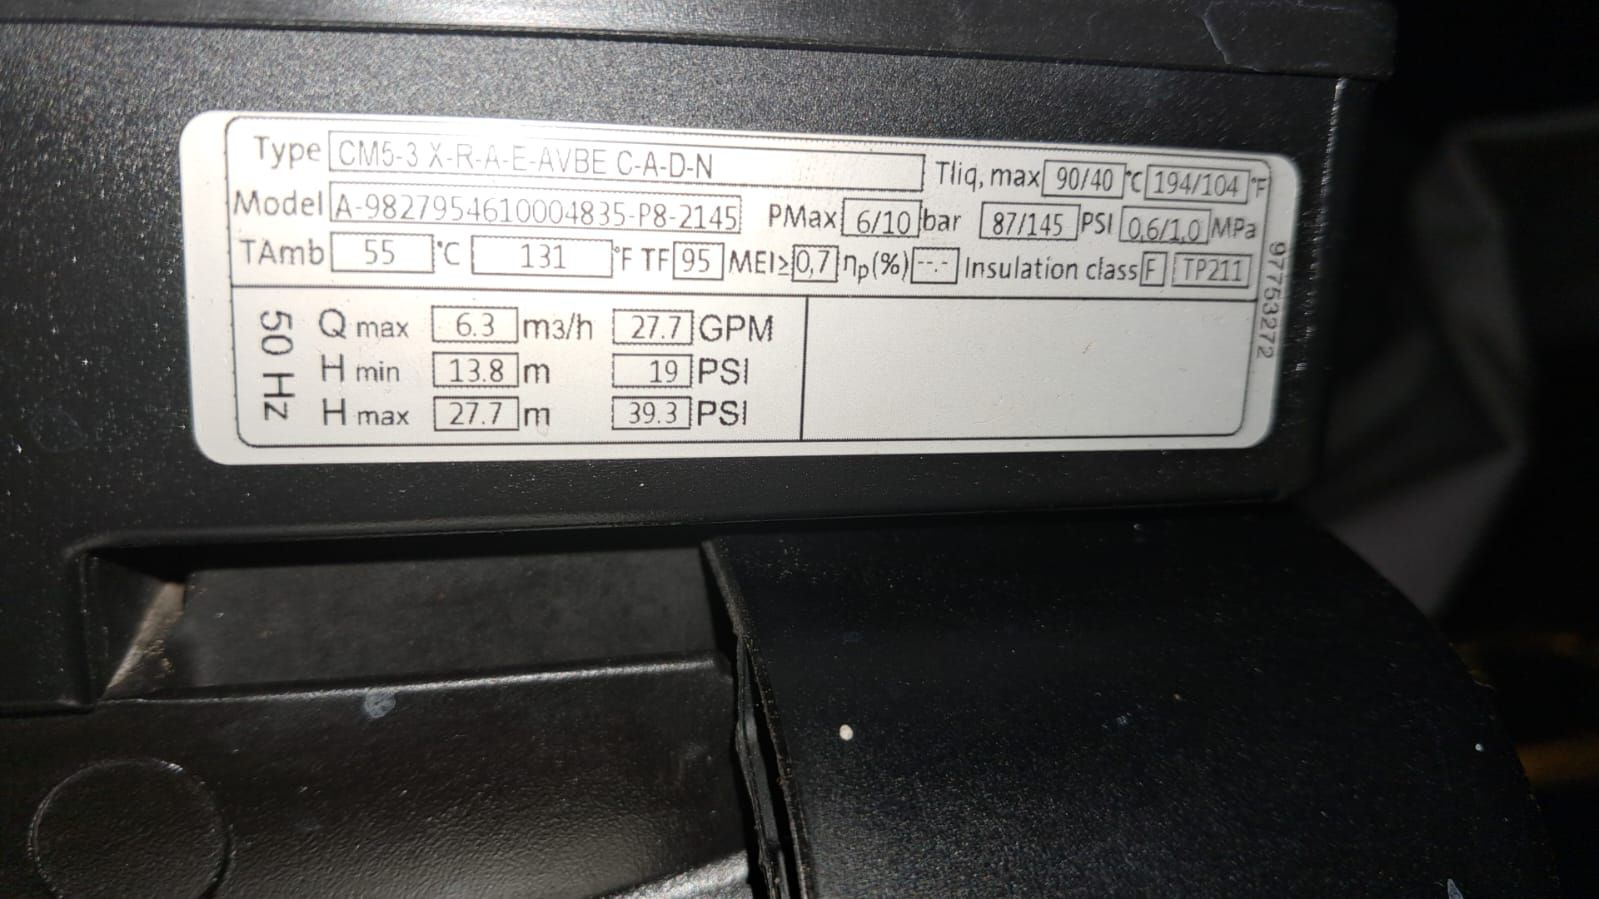 Type CM5-3 X-R-A-E-AVBE C-A-D-N Tliq, max 90/40 °C 194/104 °F
Model A-9827954610004835-P8-2145 PMax 6/10 bar 87/145 PSI 0,6/1,0 MPa
TAmb 55 °C 131 °F TF 95 MEI≥ 0,7 ηp(%) --.- Insulation class F TP211
97753272
50 Hz
Q max 6.3 m3/h 27.7 GPM
H min 13.8 m 19 PSI
H max 27.7 m 39.3 PSI